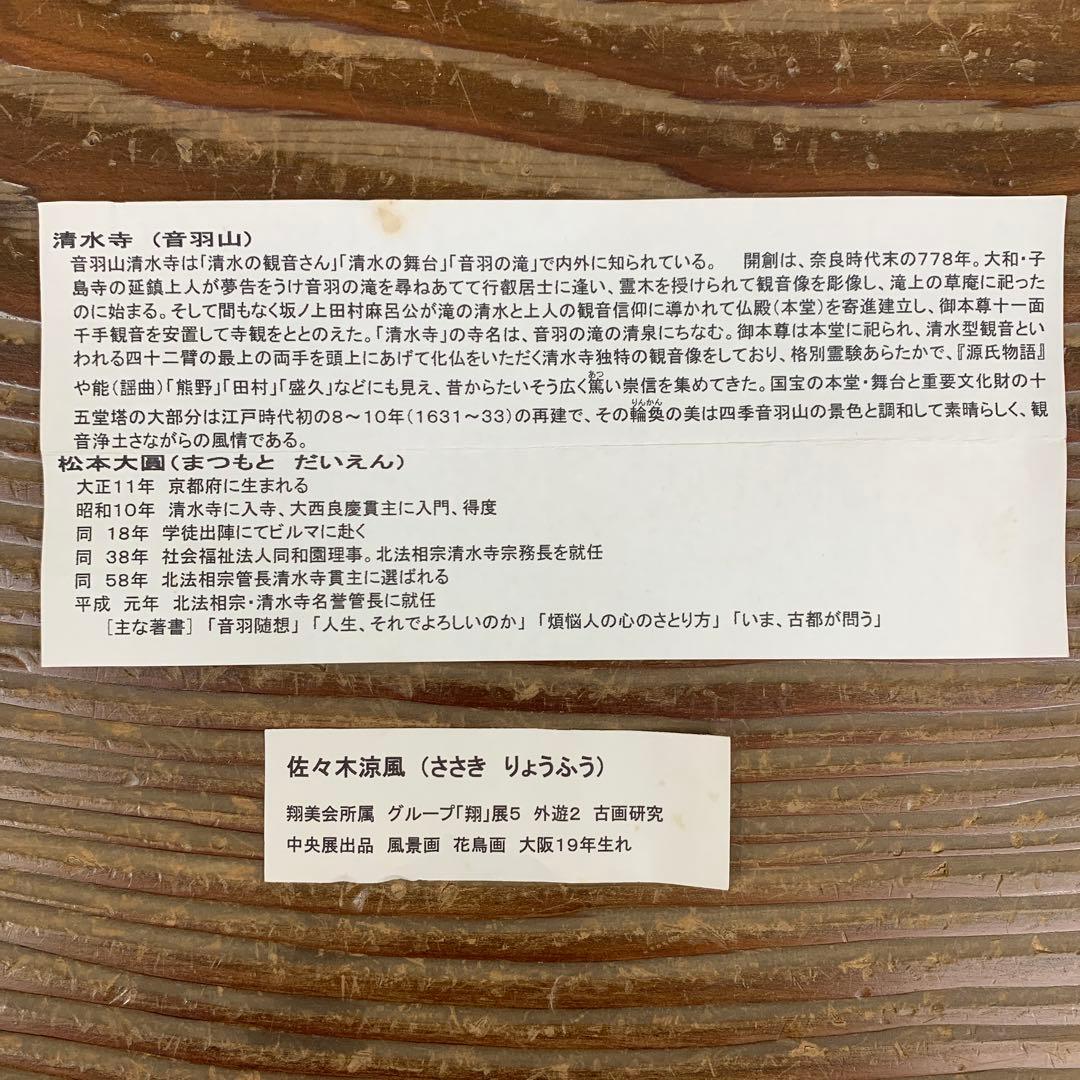 清水寺 (音羽山)
音羽山清水寺は「清水の観音さん」「清水の舞台」「音羽の滝」で内外に知られている。 開創は、奈良時代末の778年。大和・子
島寺の延鎮上人が夢告をうけ音羽の滝を尋ねあてて行叡居士に逢い、霊木を授けられて観音像を彫像し、滝上の草庵に祀った
のに始まる。そして間もなく坂ノ上田村麻呂公が滝の清水と上人の観音信仰に導かれて仏殿(本堂)を寄進建立し、御本尊十一面
千手観音を安置して寺観をととのえた。「清水寺」の寺名は、音羽の滝の清泉にちなむ。御本尊は本堂に祀られ、清水型観音とい
われる四十二臂の最上の両手を頭上にあげて化仏をいただく清水寺独特の観音像をしており、格別霊験あらたかで、『源氏物語』
や能(謡曲)「熊野」「田村」「盛久」などにも見え、昔からたいそう広く篤(あつ)い崇信を集めてきた。国宝の本堂・舞台と重要文化財の十
五堂塔の大部分は江戸時代初の8～10年(1631～33)の再建で、その輪奐(りんかん)の美は四季音羽山の景色と調和して素晴らしく、観
音浄土さながらの風情である。
松本大圓(まつもと だいえん)
大正11年 京都府に生まれる
昭和10年 清水寺に入寺、大西良慶貫主に入門、得度
同 18年 学徒出陣にてビルマに赴く
同 38年 社会福祉法人同和園理事。北法相宗清水寺宗務長を就任
同 58年 北法相宗管長清水寺貫主に選ばれる
平成 元年 北法相宗・清水寺名誉管長に就任
[主な著書] 「音羽随想」 「人生、それでよろしいのか」 「煩悩人の心のさとり方」 「いま、古都が問う」
佐々木涼風 (ささき りょうふう)
翔美会所属 グループ「翔」展5 外遊2 古画研究
中央展出品 風景画 花鳥画 大阪19年生れ